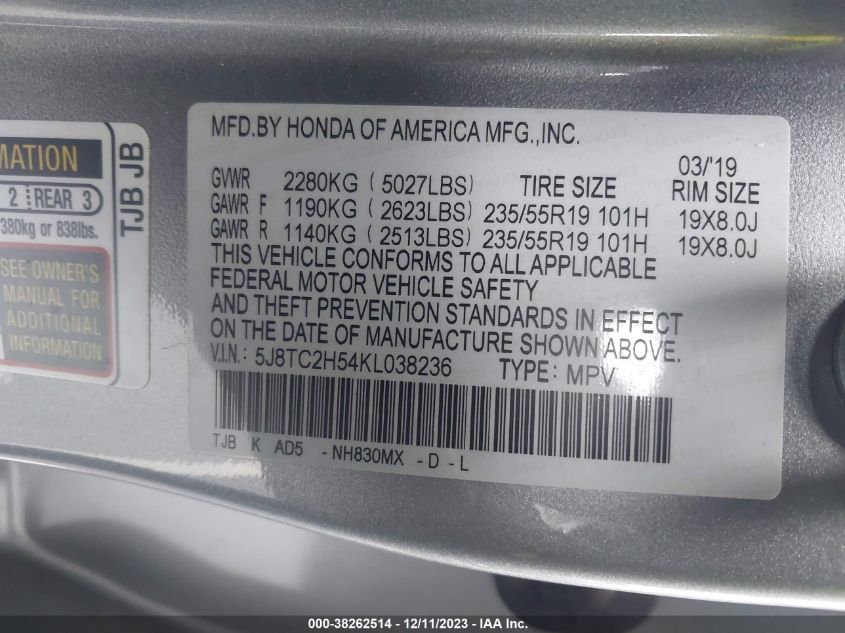 MATION
2 REAR 3
380kg or 838lbs.
SEE OWNER'S
MANUAL FOR
ADDITIONAL
INFORMATION
TJB JB
MFD.BY HONDA OF AMERICA MFG.,INC.
03/'19
GVWR 2280KG (5027LBS) TIRE SIZE RIM SIZE
GAWR F 1190KG (2623LBS) 235/55R19 101H 19X8.0J
GAWR R 1140KG (2513LBS) 235/55R19 101H 19X8.0J
THIS VEHICLE CONFORMS TO ALL APPLICABLE
FEDERAL MOTOR VEHICLE SAFETY
AND THEFT PREVENTION STANDARDS IN EFFECT
ON THE DATE OF MANUFACTURE SHOWN ABOVE.
V.I.N.: 5J8TC2H54KL038236 TYPE: MPV
TJB K AD5 - NH830MX - D - L
000-38262514 - 12/11/2023 - IAA Inc.